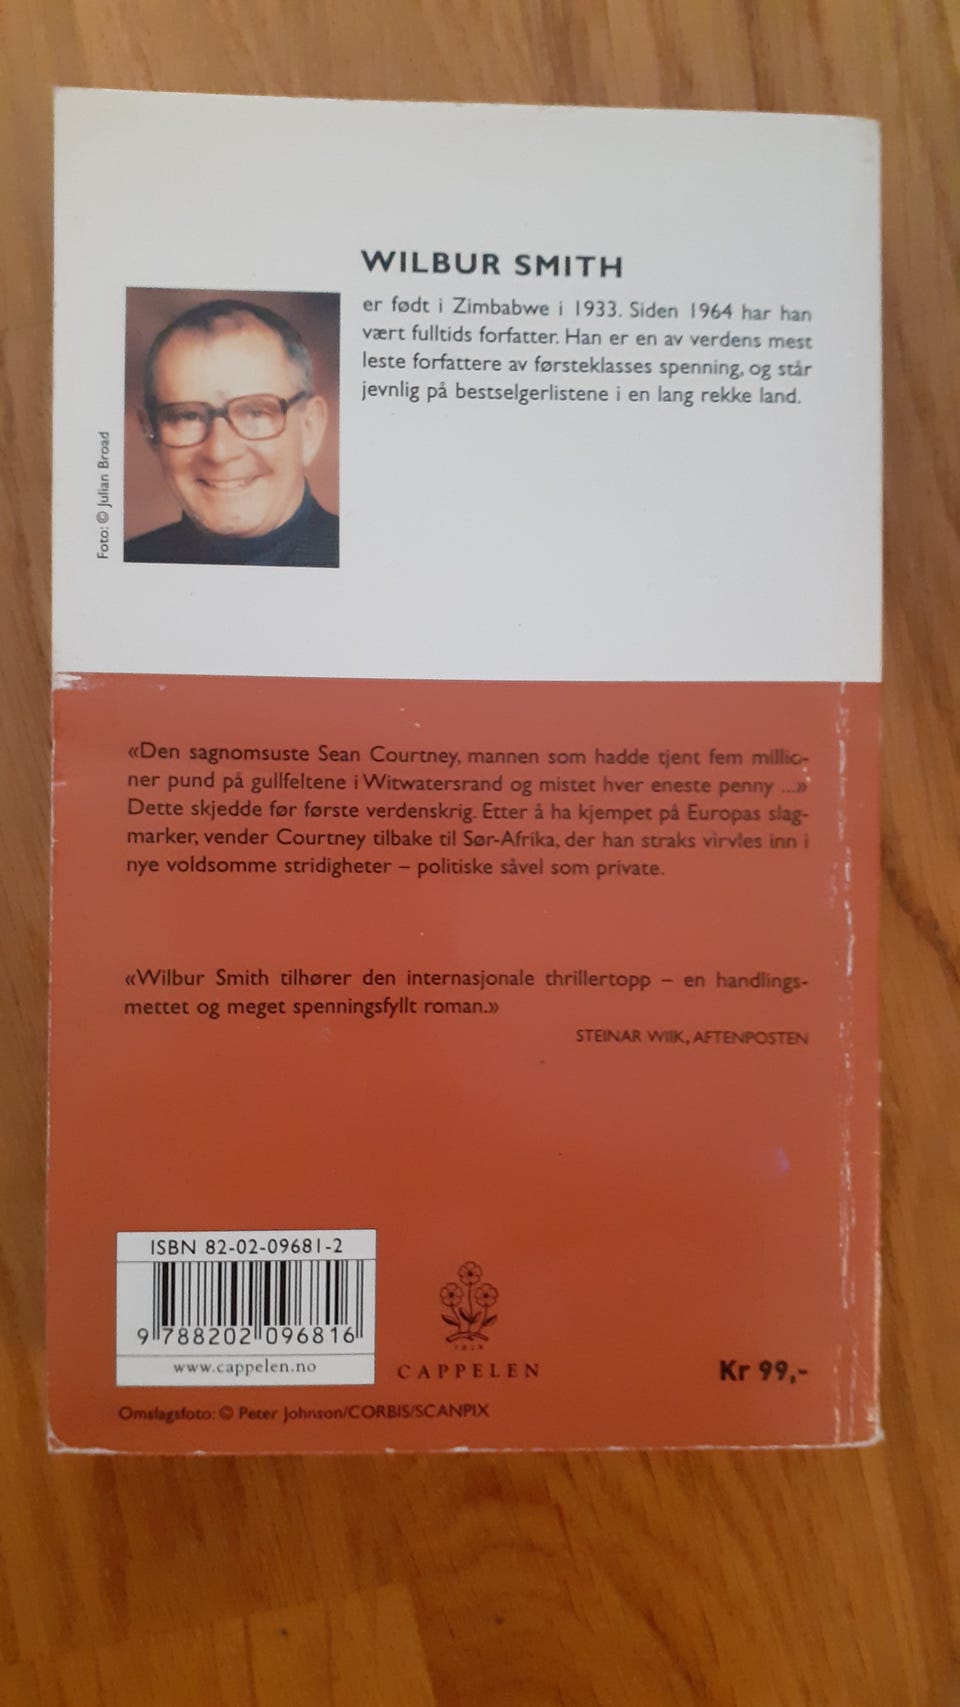 WILBUR SMITH
er født i Zimbabwe i 1933. Siden 1964 har han
vært fulltids forfatter. Han er en av verdens mest
leste forfattere av førsteklasses spenning, og står
jevnlig på bestselgerlistene i en lang rekke land.
Foto: © Julian Broad
«Den sagnomsuste Sean Courtney, mannen som hadde tjent fem millio-
ner pund på gullfeltene i Witwatersrand og mistet hver eneste penny ...»
Dette skjedde før første verdenskrig. Etter å ha kjempet på Europas slag-
marker, vender Courtney tilbake til Sør-Afrika, der han straks virvles inn i
nye voldsomme stridigheter – politiske såvel som private.
«Wilbur Smith tilhører den internasjonale thrillertopp – en handlings-
mettet og meget spenningsfyllt roman.»
STEINAR WIIK, AFTENPOSTEN
ISBN 82-02-09681-2
9 788202 096816
www.cappelen.no
CAPPELEN
Kr 99,-
Omslagsfoto: © Peter Johnson/CORBIS/SCANPIX